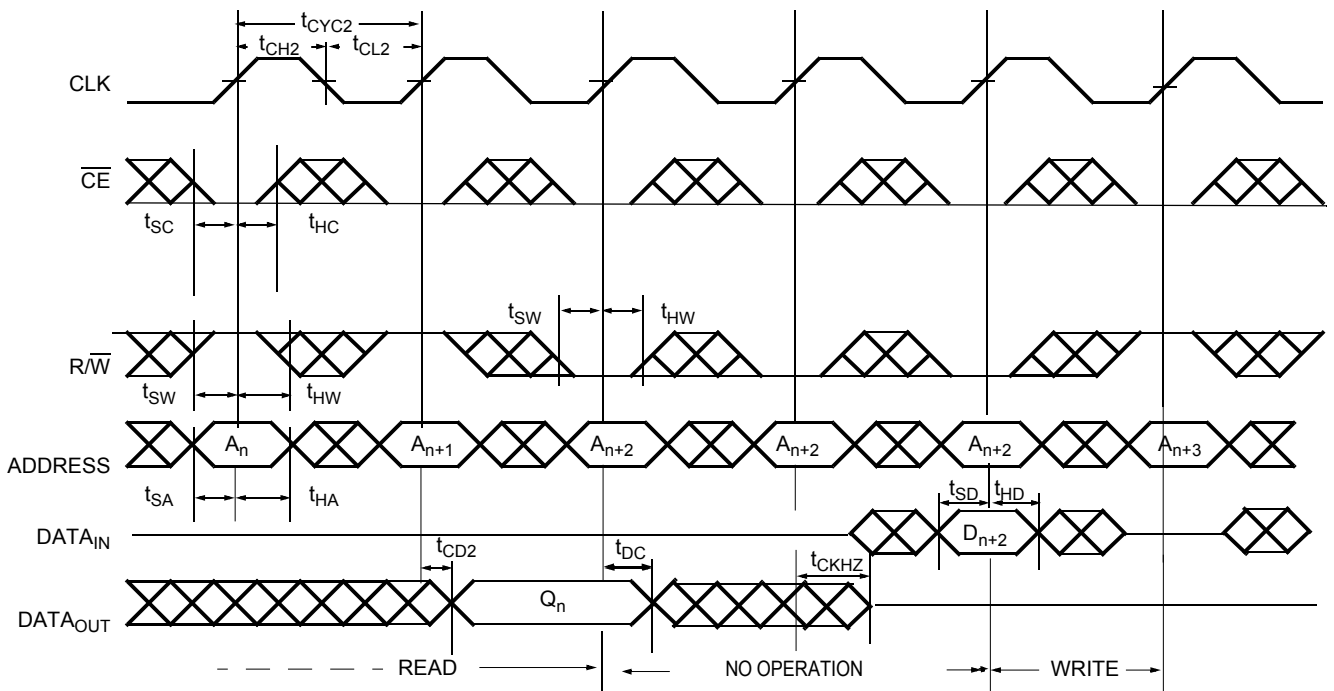 tCYC2
tCH2 tCL2
CLK
CE
tSC tHC
tSW tHW
R/W
tSW tHW
An An+1 An+2 An+2 An+2 An+3
ADDRESS
tSA tHA tSD tHD
DATAIN Dn+2
tCD2 tDC tCKHZ
Qn
DATAOUT
READ NO OPERATION WRITE